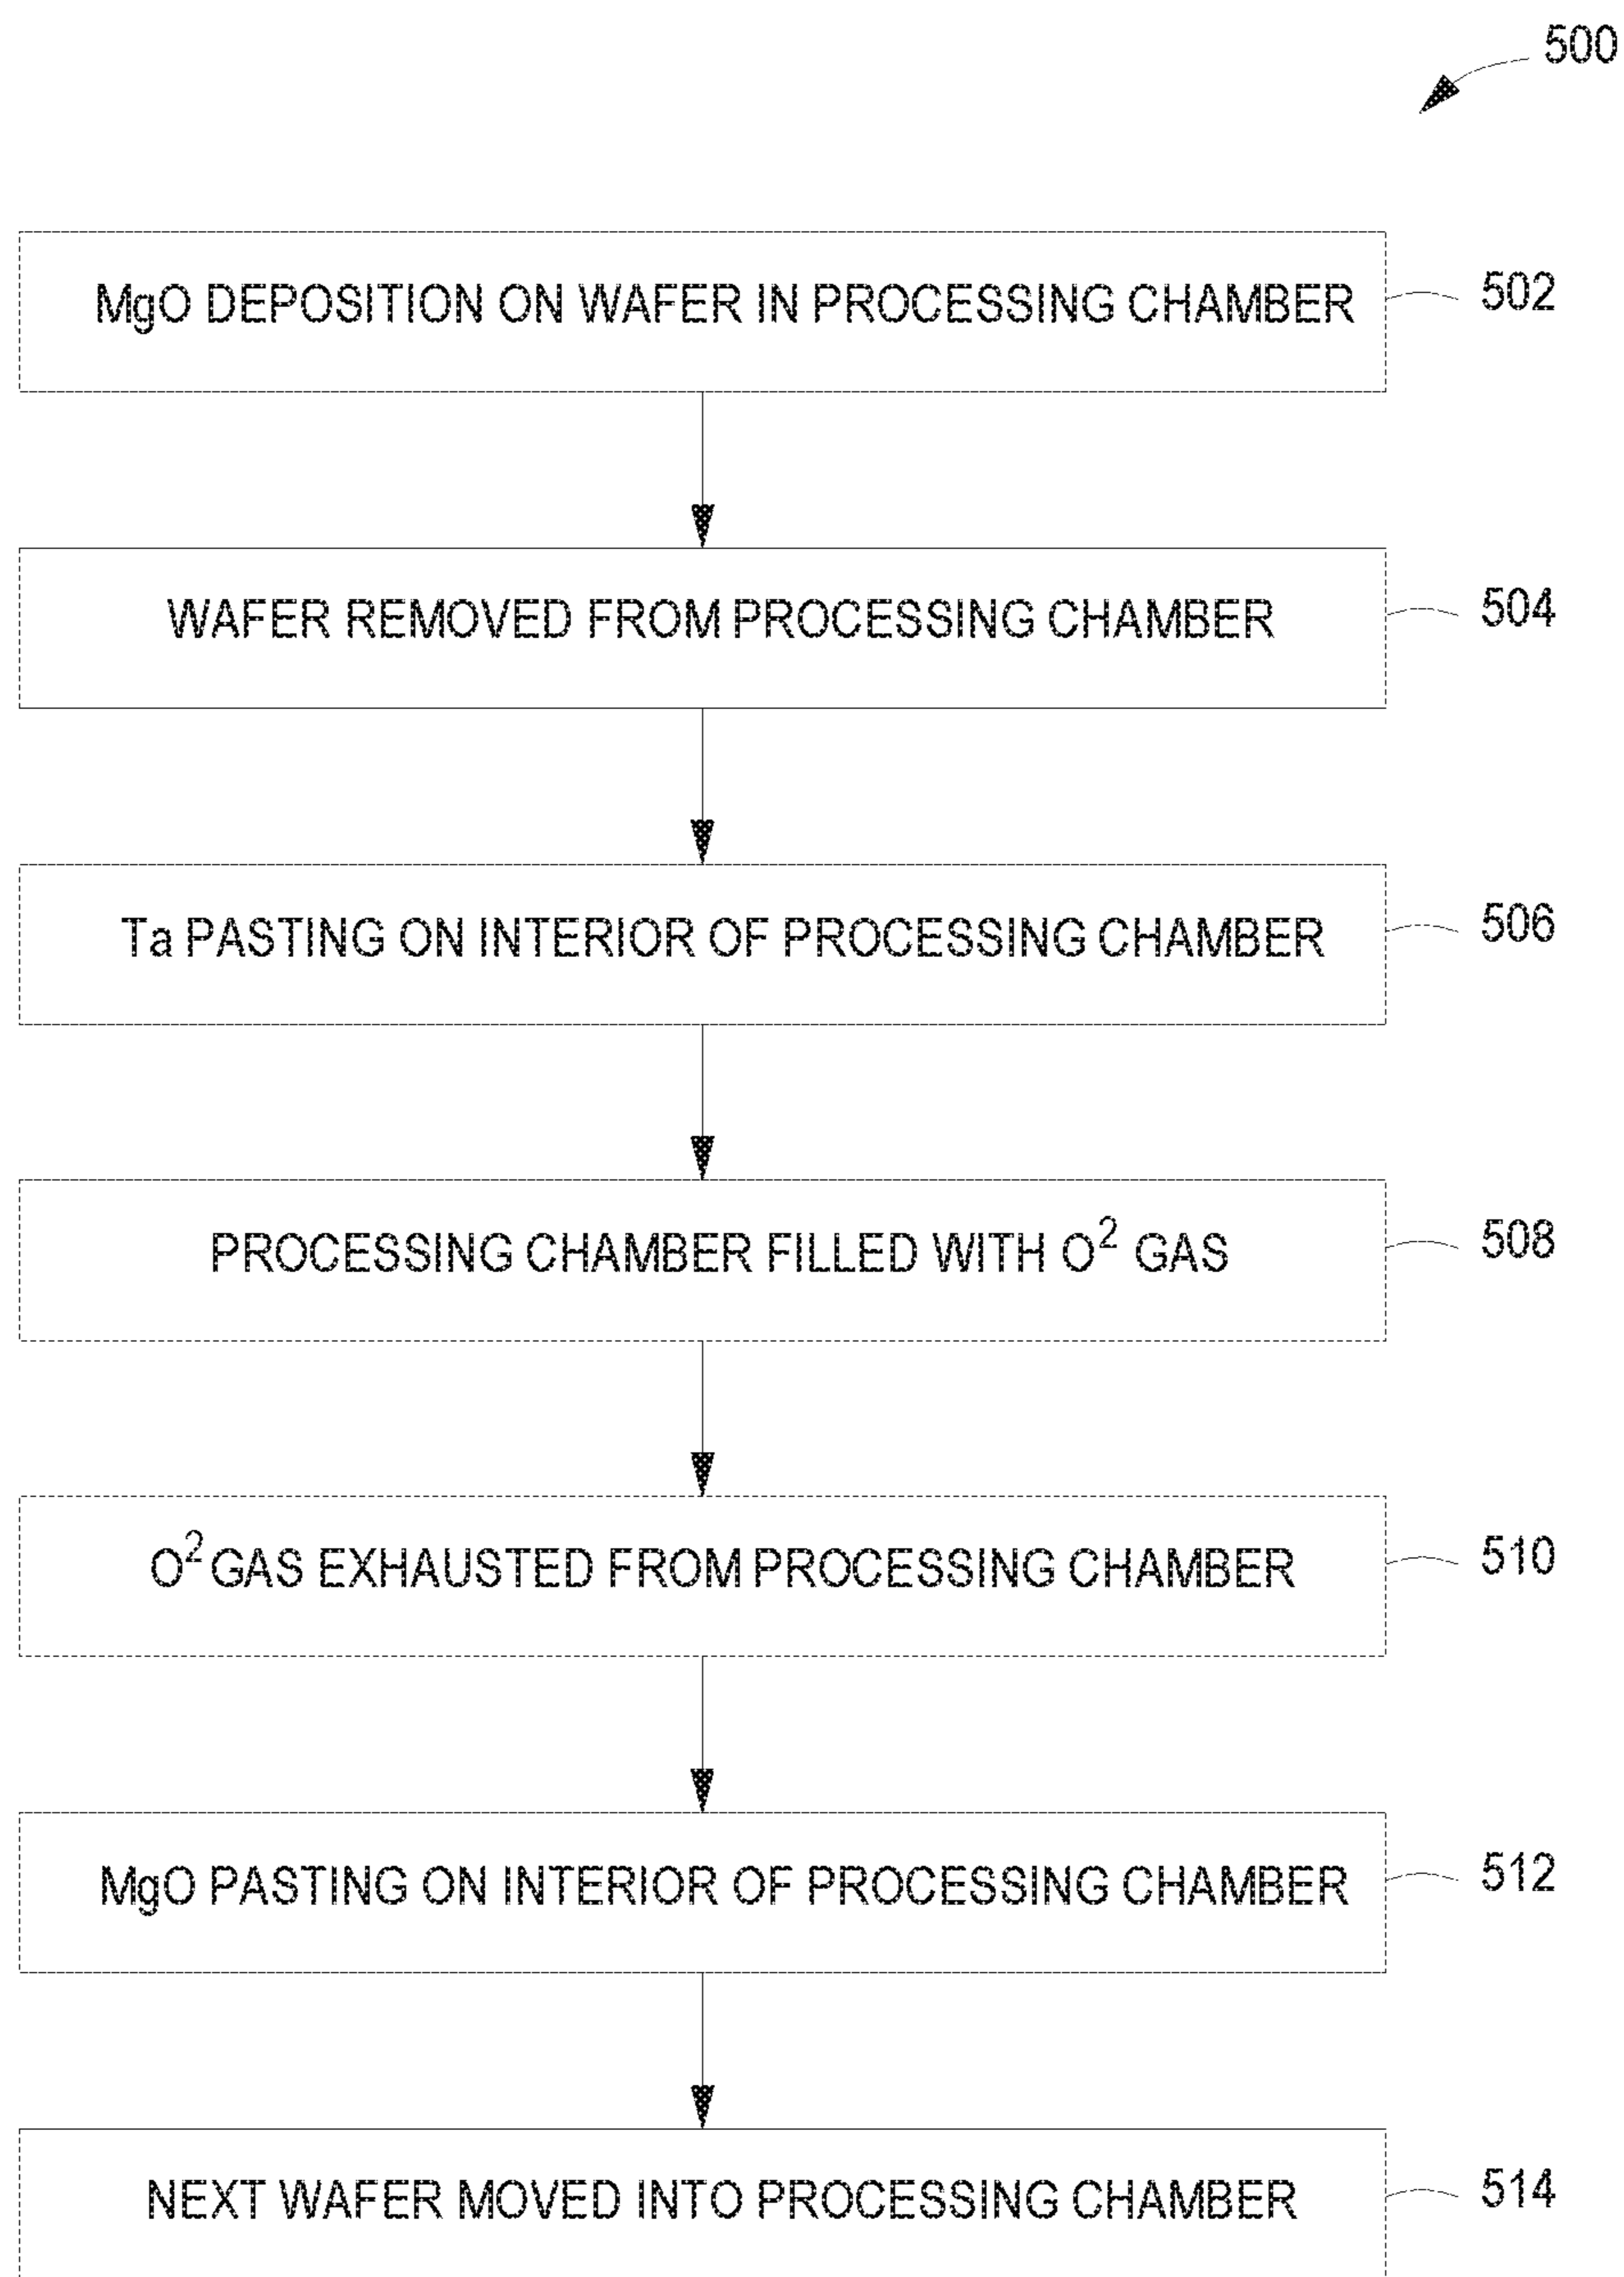 500
MgO DEPOSITION ON WAFER IN PROCESSING CHAMBER 502
WAFER REMOVED FROM PROCESSING CHAMBER 504
Ta PASTING ON INTERIOR OF PROCESSING CHAMBER 506
PROCESSING CHAMBER FILLED WITH O² GAS 508
O² GAS EXHAUSTED FROM PROCESSING CHAMBER 510
MgO PASTING ON INTERIOR OF PROCESSING CHAMBER 512
NEXT WAFER MOVED INTO PROCESSING CHAMBER 514